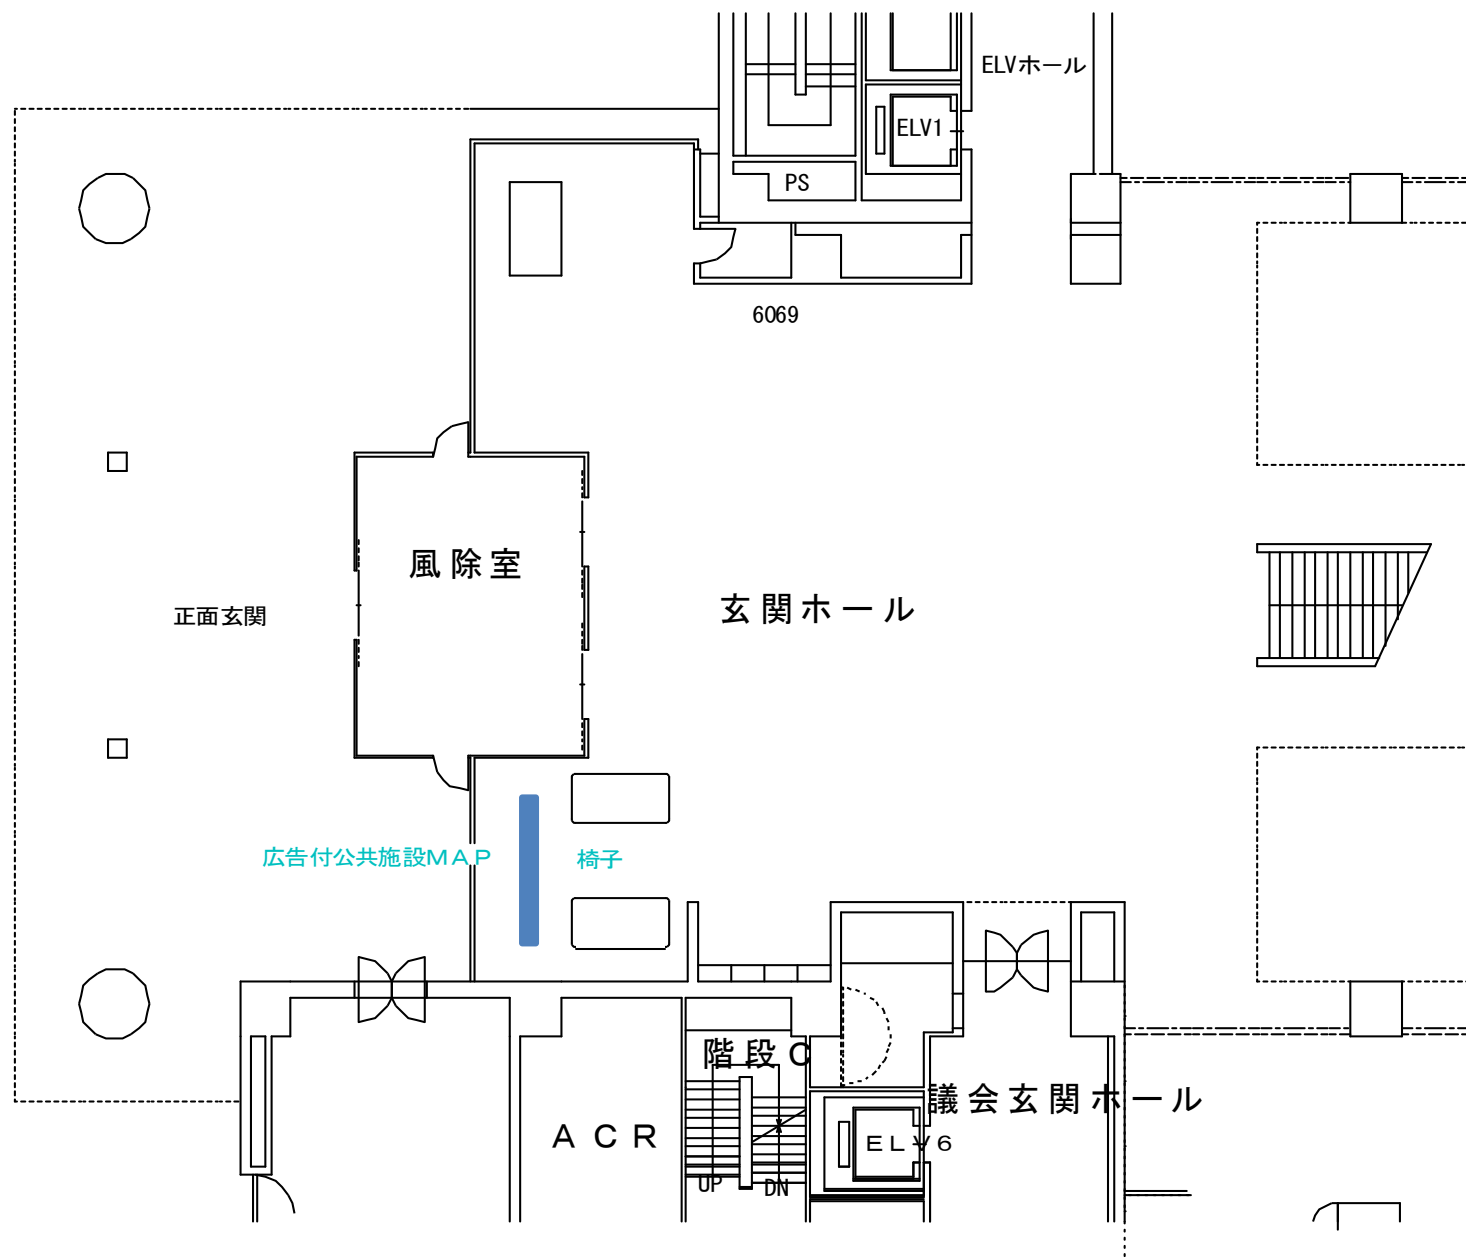 ELVホール
ELV1
PS
6069
風除室
正面玄関
玄関ホール
広告付公共施設MAP
椅子
階段C
議会玄関ホール
ACR
ELV6
UP
DN